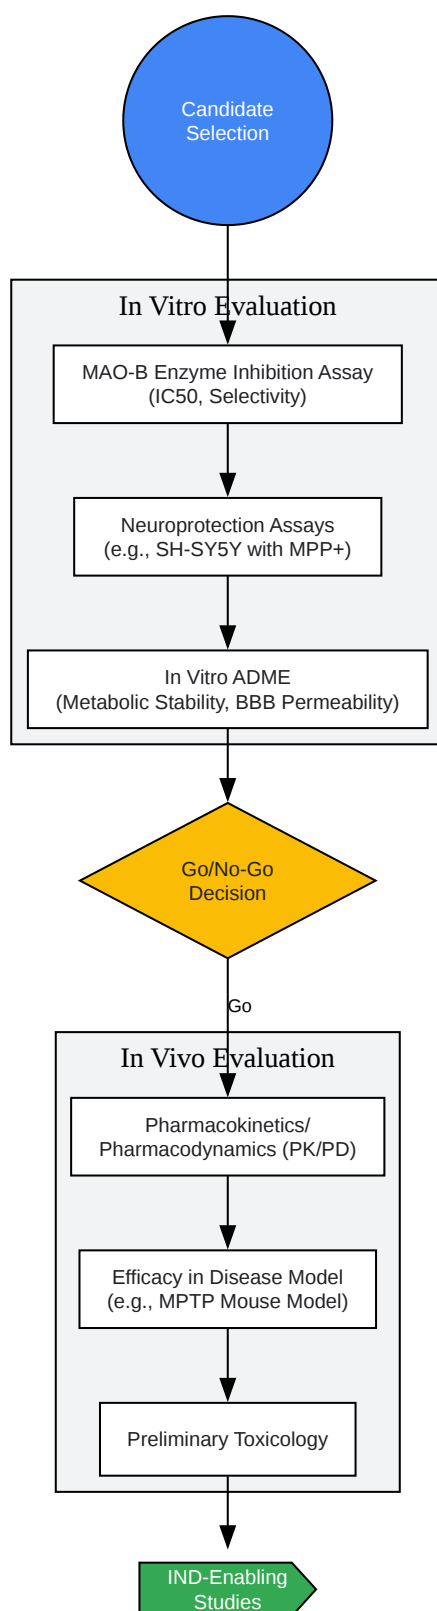 Candidate
Selection
In Vitro Evaluation
MAO-B Enzyme Inhibition Assay
(IC50, Selectivity)
Neuroprotection Assays
(e.g., SH-SY5Y with MPP+)
In Vitro ADME
(Metabolic Stability, BBB Permeability)
Go/No-Go
Decision
Go
In Vivo Evaluation
Pharmacokinetics/
Pharmacodynamics (PK/PD)
Efficacy in Disease Model
(e.g., MPTP Mouse Model)
Preliminary Toxicology
IND-Enabling
Studies